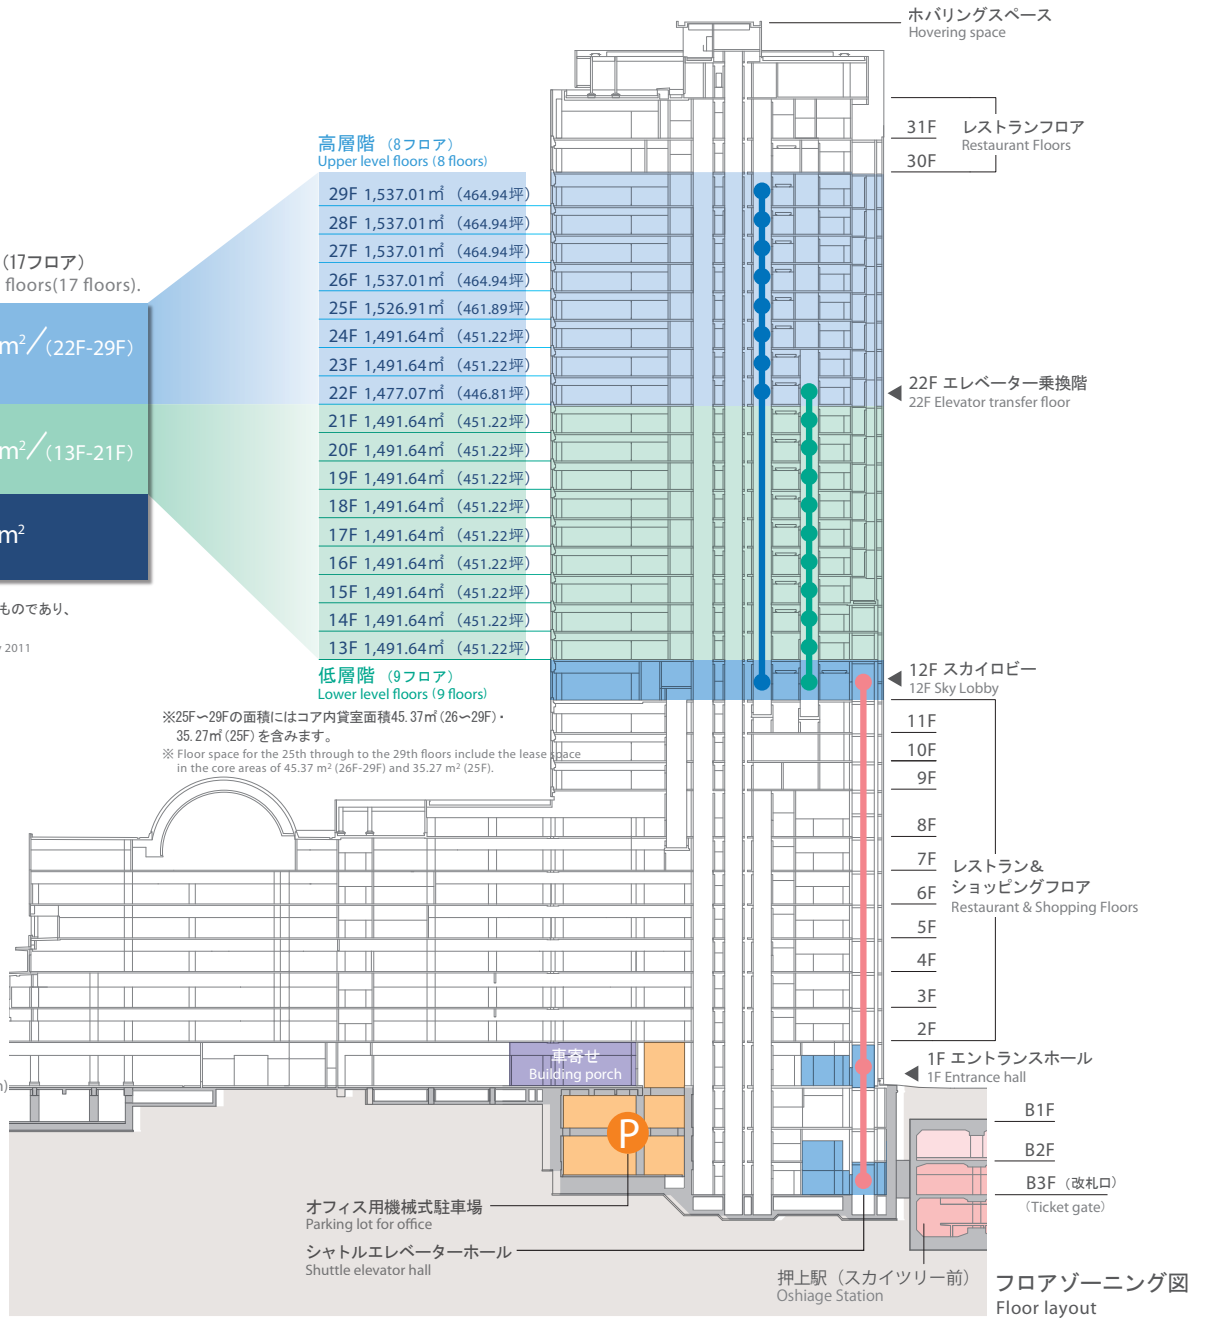 ホバリングスペース
Hovering space
31F
30F
レストランフロア
Restaurant Floors
高層階（8フロア）
Upper level floors (8 floors)
29F 1,537.01㎡（464.94坪）
28F 1,537.01㎡（464.94坪）
27F 1,537.01㎡（464.94坪）
26F 1,537.01㎡（464.94坪）
25F 1,526.91㎡（461.89坪）
24F 1,491.64㎡（451.22坪）
23F 1,491.64㎡（451.22坪）
22F 1,477.07㎡（446.81坪）
21F 1,491.64㎡（451.22坪）
20F 1,491.64㎡（451.22坪）
19F 1,491.64㎡（451.22坪）
18F 1,491.64㎡（451.22坪）
17F 1,491.64㎡（451.22坪）
16F 1,491.64㎡（451.22坪）
15F 1,491.64㎡（451.22坪）
14F 1,491.64㎡（451.22坪）
13F 1,491.64㎡（451.22坪）
低層階（9フロア）
Lower level floors (9 floors)
※25F〜29Fの面積にはコア内貸室面積45.37㎡(26〜29F)・
35.27㎡(25F)を含みます。
※ Floor space for the 25th through to the 29th floors include the lease space
in the core areas of 45.37 m² (26F-29F) and 35.27 m² (25F).
(17フロア)
floors(17 floors).
m²／(22F-29F)
m²／(13F-21F)
m²
ものであり、
2011
22F エレベーター乗換階
22F Elevator transfer floor
12F スカイロビー
12F Sky Lobby
11F
10F
9F
8F
7F
6F
5F
4F
3F
2F
レストラン&
ショッピングフロア
Restaurant & Shopping Floors
1F エントランスホール
1F Entrance hall
車寄せ
Building porch
P
B1F
B2F
B3F（改札口）
(Ticket gate)
オフィス用機械式駐車場
Parking lot for office
シャトルエレベーターホール
Shuttle elevator hall
押上駅（スカイツリー前）
Oshiage Station
フロアゾーニング図
Floor layout